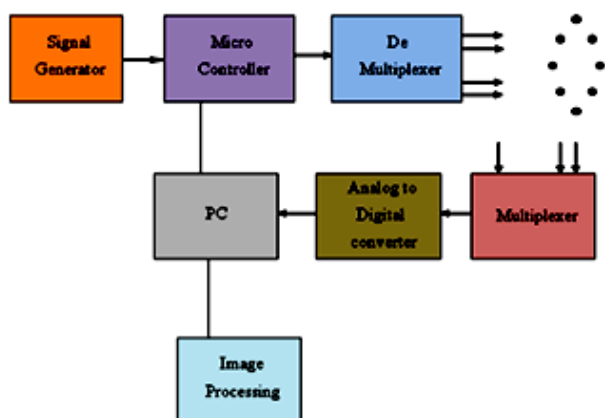 Signal
Generator
Micro
Controller
De
Multiplexer
PC
Analog to
Digital
converter
Multiplexer
Image
Processing